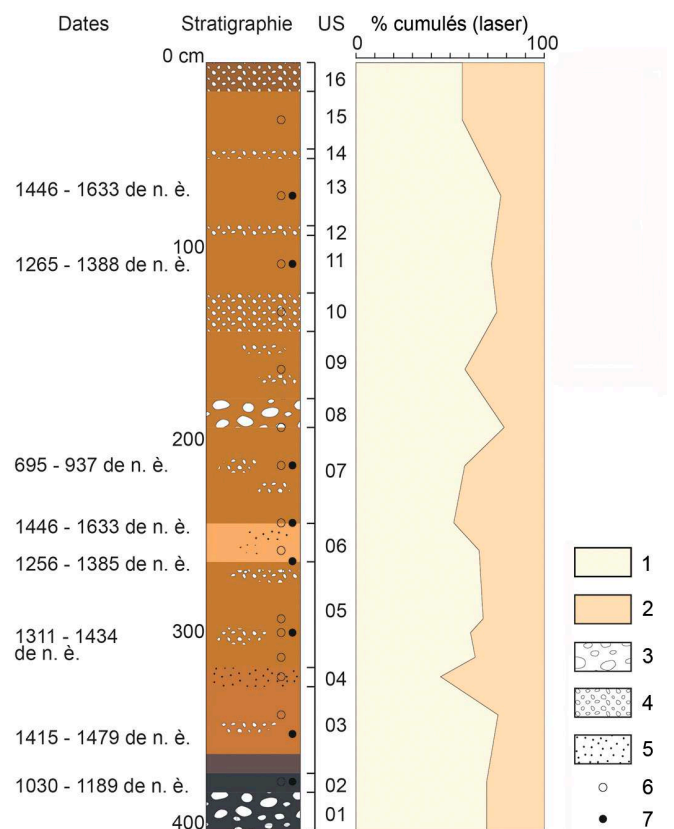 Dates Stratigraphie US % cumulés (laser)
0 100
0 cm
16
15
14
1446 - 1633 de n. è. 13
12
100
1265 - 1388 de n. è. 11
10
09
08
200
695 - 937 de n. è. 07
1446 - 1633 de n. è.
06
1256 - 1385 de n. è.
1
05
2
300
1311 - 1434
de n. è.
3
04
4
03
1415 - 1479 de n. è.
5
1030 - 1189 de n. è. 02
6
01
400
7